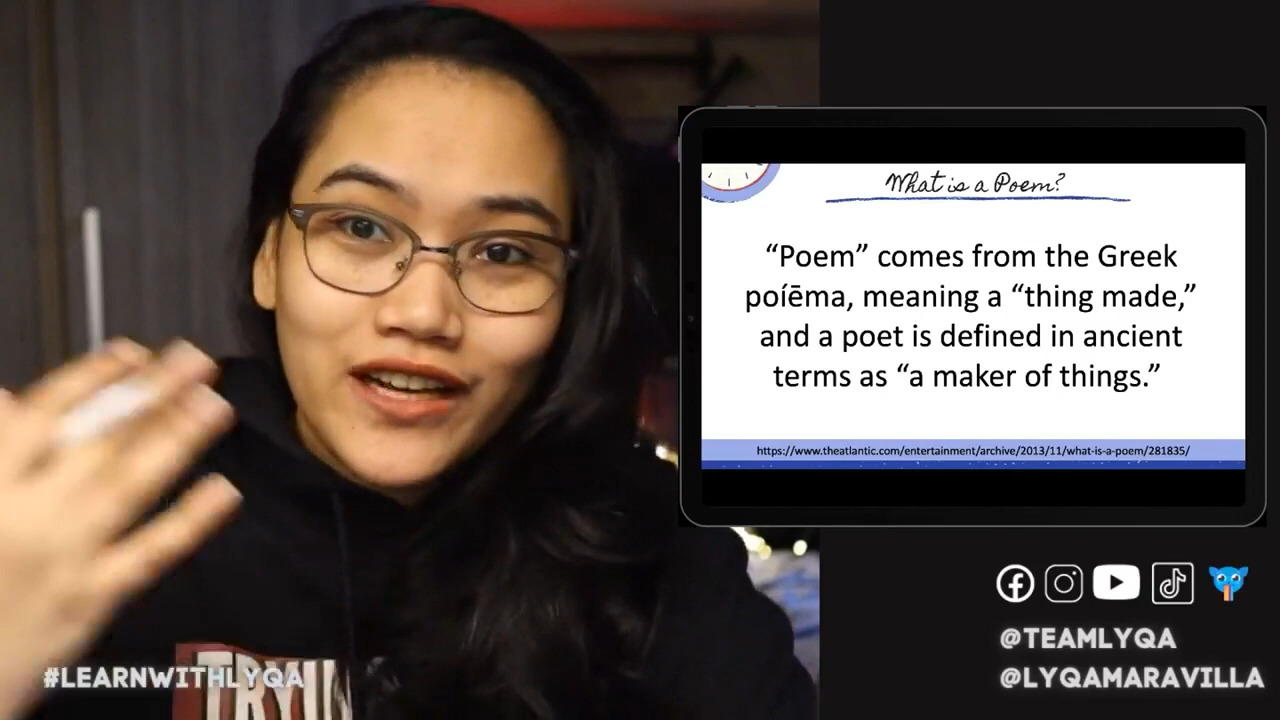 What is a Poem?
“Poem” comes from the Greek
poíēma, meaning a “thing made,”
and a poet is defined in ancient
terms as “a maker of things.”
https://www.theatlantic.com/entertainment/archive/2013/11/what-is-a-poem/281835/
@TEAMLYQA
@LYQAMARAVILLA
#LEARNWITHLYQA